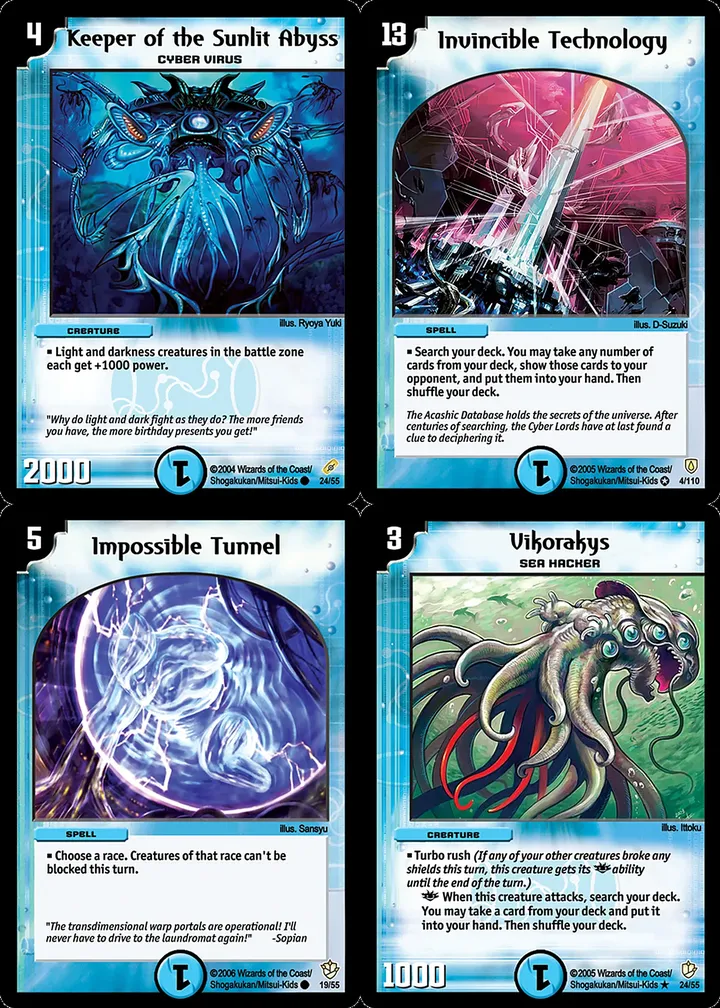 4 Keeper of the Sunlit Abyss
CYBER VIRUS
illus. Ryoya Yuki
CREATURE
▪ Light and darkness creatures in the battle zone
each get +1000 power.
"Why do light and dark fight as they do? The more friends
you have, the more birthday presents you get!"
2000
1
©2004 Wizards of the Coast/
Shogakukan/Mitsui-Kids ● 24/55
13 Invincible Technology
illus. D-Suzuki
SPELL
▪ Search your deck. You may take any number of
cards from your deck, show those cards to your
opponent, and put them into your hand. Then
shuffle your deck.
The Acashic Database holds the secrets of the universe. After
centuries of searching, the Cyber Lords have at last found a
clue to deciphering it.
1
©2005 Wizards of the Coast/
Shogakukan/Mitsui-Kids ✪ 4/110
5 Impossible Tunnel
illus. Sansyu
SPELL
▪ Choose a race. Creatures of that race can't be
blocked this turn.
"The transdimensional warp portals are operational! I'll
never have to drive to the laundromat again!" -Sopian
1
©2006 Wizards of the Coast/
Shogakukan/Mitsui-Kids ● 19/55
3 Vikorakys
SEA HACKER
illus. Ittoku
CREATURE
▪ Turbo rush (If any of your other creatures broke any
shields this turn, this creature gets its ability
until the end of the turn.)
When this creature attacks, search your deck.
You may take a card from your deck and put it
into your hand. Then shuffle your deck.
1000
1
©2005 Wizards of the Coast/
Shogakukan/Mitsui-Kids ★ 24/55